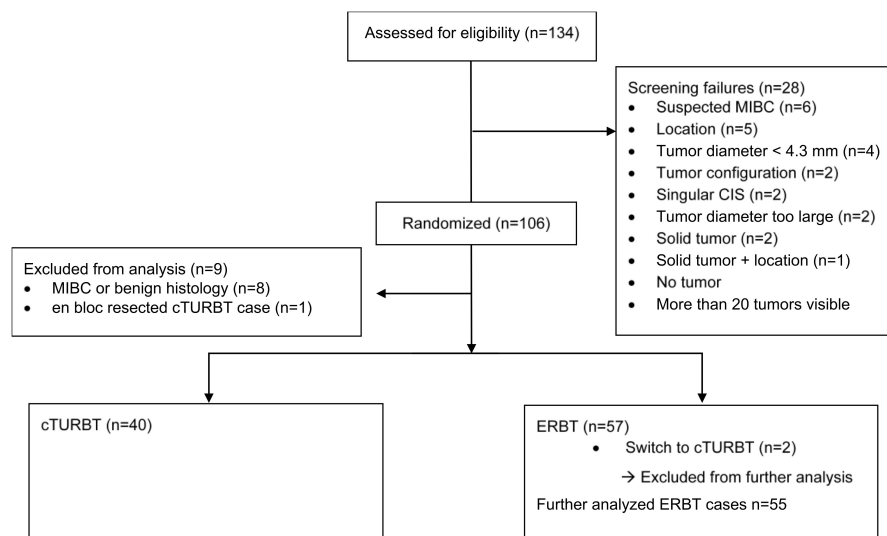 Assessed for eligibility (n=134)
Screening failures (n=28)
• Suspected MIBC (n=6)
• Location (n=5)
• Tumor diameter < 4.3 mm (n=4)
• Tumor configuration (n=2)
• Singular CIS (n=2)
• Tumor diameter too large (n=2)
• Solid tumor (n=2)
• Solid tumor + location (n=1)
• No tumor
• More than 20 tumors visible
Randomized (n=106)
Excluded from analysis (n=9)
• MIBC or benign histology (n=8)
• en bloc resected cTURBT case (n=1)
cTURBT (n=40)
ERBT (n=57)
• Switch to cTURBT (n=2)
→ Excluded from further analysis
Further analyzed ERBT cases n=55